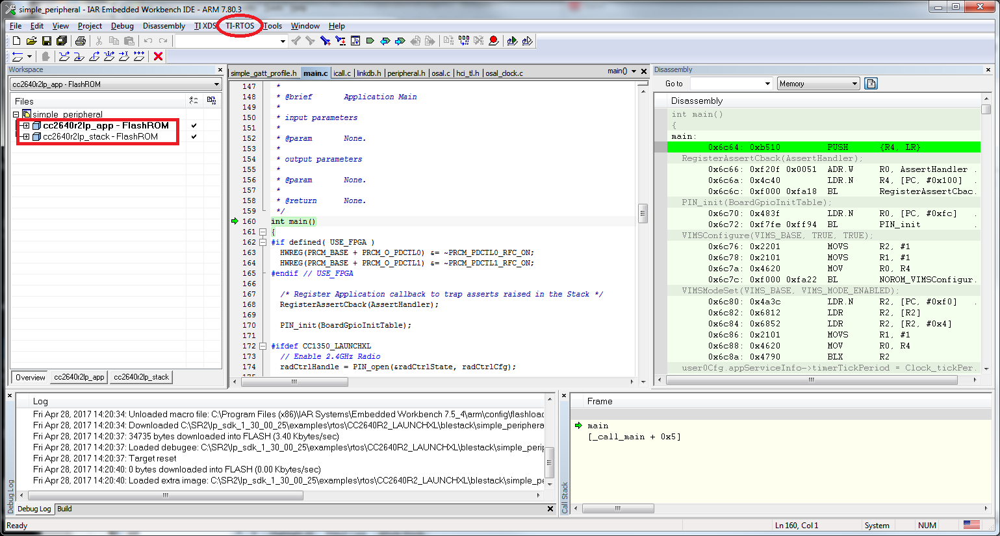 simple_peripheral - IAR Embedded Workbench IDE - ARM 7.80.3
File Edit View Project Debug Disassembly TI XDS TI-RTOS Tools Window Help
Workspace
cc2640r2lp_app - FlashROM
Files
simple_peripheral
cc2640r2lp_app - FlashROM
cc2640r2lp_stack - FlashROM
Overview cc2640r2lp_app cc2640r2lp_stack
simple_gatt_profile.h main.c icall.c linkdb.h peripheral.h osal.c hci_tl.h osal_clock.c main()
147 *
148 * @brief Application Main
149 *
150 * input parameters
151 *
152 * @param None.
153 *
154 * output parameters
155 *
156 * @param None.
157 *
158 * @return None.
159 */
160 int main()
161 {
162 #if defined( USE_FPGA )
163 HWREG(PRCM_BASE + PRCM_O_PDCTL0) &= ~PRCM_PDCTL0_RFC_ON;
164 HWREG(PRCM_BASE + PRCM_O_PDCTL1) &= ~PRCM_PDCTL1_RFC_ON;
165 #endif // USE_FPGA
166
167 /* Register Application callback to trap asserts raised in the Stack */
168 RegisterAssertCback(AssertHandler);
169
170 PIN_init(BoardGpioInitTable);
171
172 #ifdef CC1350_LAUNCHXL
173 // Enable 2.4GHz Radio
174 radCtrlHandle = PIN_open(&radCtrlState, radCtrlCfg);
Disassembly
Go to Memory
Disassembly
int main()
{
main:
0x6c64: 0xb510 PUSH {R4, LR}
RegisterAssertCback(AssertHandler);
0x6c66: 0xf20f 0x0051 ADR.W R0, AssertHandler .
0x6c6a: 0x4c40 LDR.N R4, [PC, #0x100] .
0x6c6c: 0xf000 0xfa18 BL RegisterAssertCbac.
PIN_init(BoardGpioInitTable);
0x6c70: 0x483f LDR.N R0, [PC, #0xfc] .
0x6c72: 0xf7fe 0xff94 BL PIN_init
VIMSConfigure(VIMS_BASE, TRUE, TRUE);
0x6c76: 0x2201 MOVS R2, #1
0x6c78: 0x2101 MOVS R1, #1
0x6c7a: 0x4620 MOV R0, R4
0x6c7c: 0xf000 0xfa22 BL NOROM_VIMSConfigur.
VIMSModeSet(VIMS_BASE, VIMS_MODE_ENABLED);
0x6c80: 0x4a3c LDR.N R2, [PC, #0xf0] .
0x6c82: 0x6812 LDR R2, [R2]
0x6c84: 0x6852 LDR R2, [R2, #0x4]
0x6c86: 0x2101 MOVS R1, #1
0x6c88: 0x4620 MOV R0, R4
0x6c8a: 0x4790 BLX R2
user0Cfg.appServiceInfo->timerTickPeriod = Clock_tickPer.
Log
Fri Apr 28, 2017 14:20:34: Unloaded macro file: C:\Program Files (x86)\IAR Systems\Embedded Workbench 7.5_4\arm\config\flashloa
Fri Apr 28, 2017 14:20:34: Downloaded C:\SR2\lp_sdk_1_30_00_25\examples\rtos\CC2640R2_LAUNCHXL\blestack\simple_periphera
Fri Apr 28, 2017 14:20:37: 34735 bytes downloaded into FLASH (3.40 Kbytes/sec)
Fri Apr 28, 2017 14:20:37: Loaded debugee: C:\SR2\lp_sdk_1_30_00_25\examples\rtos\CC2640R2_LAUNCHXL\blestack\simple_perip
Fri Apr 28, 2017 14:20:37: Target reset
Fri Apr 28, 2017 14:20:40: 0 bytes downloaded into FLASH (0.00 Kbytes/sec)
Fri Apr 28, 2017 14:20:40: Loaded extra image: C:\SR2\lp_sdk_1_30_00_25\examples\rtos\CC2640R2_LAUNCHXL\blestack\simple_pe
Debug Log
Debug Log Build
Frame
main
[_call_main + 0x5]
Call Stack
Ready Ln 160, Col 1 System NUM